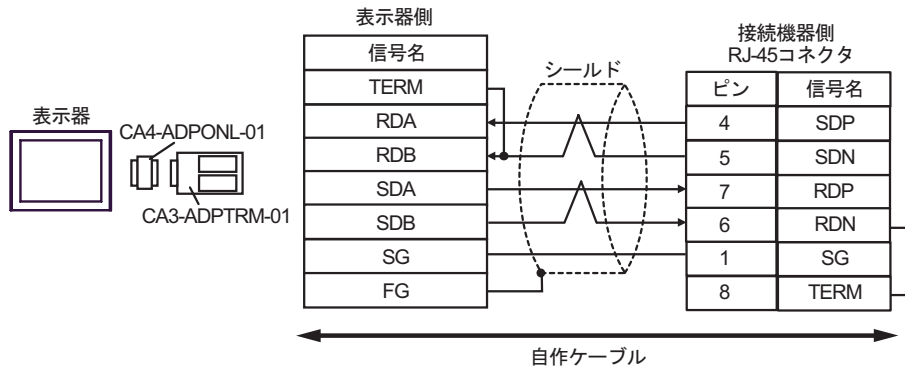 表示器
CA4-ADPONL-01
CA3-ADPTRM-01
表示器側
信号名
TERM
RDA
RDB
SDA
SDB
SG
FG
シールド
接続機器側
RJ-45コネクタ
ピン 信号名
4 SDP
5 SDN
7 RDP
6 RDN
1 SG
8 TERM
自作ケーブル